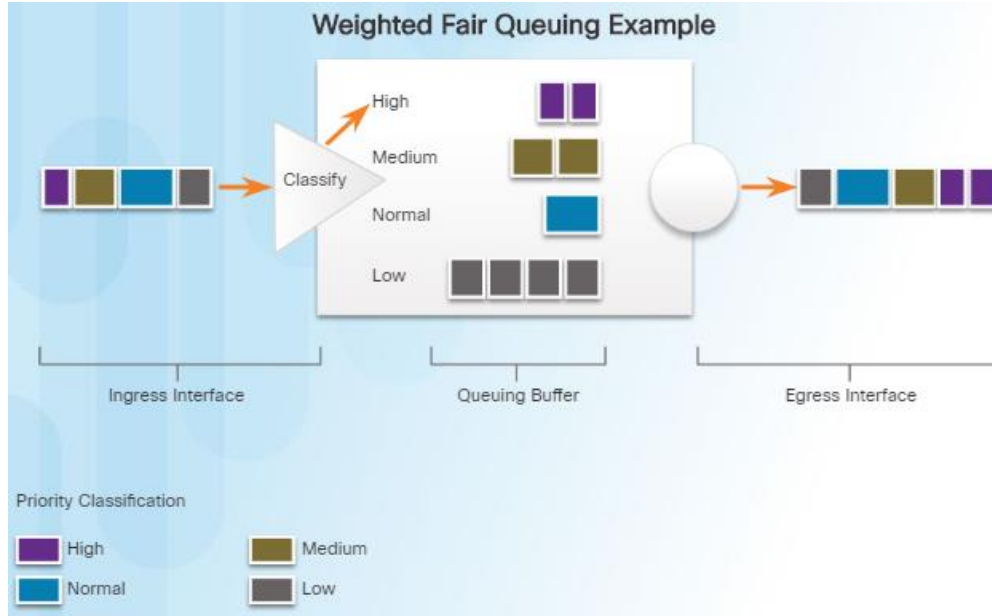 Weighted Fair Queuing Example
High
Medium
Classify
Normal
Low
Ingress Interface
Queuing Buffer
Egress Interface
Priority Classification
High
Medium
Normal
Low